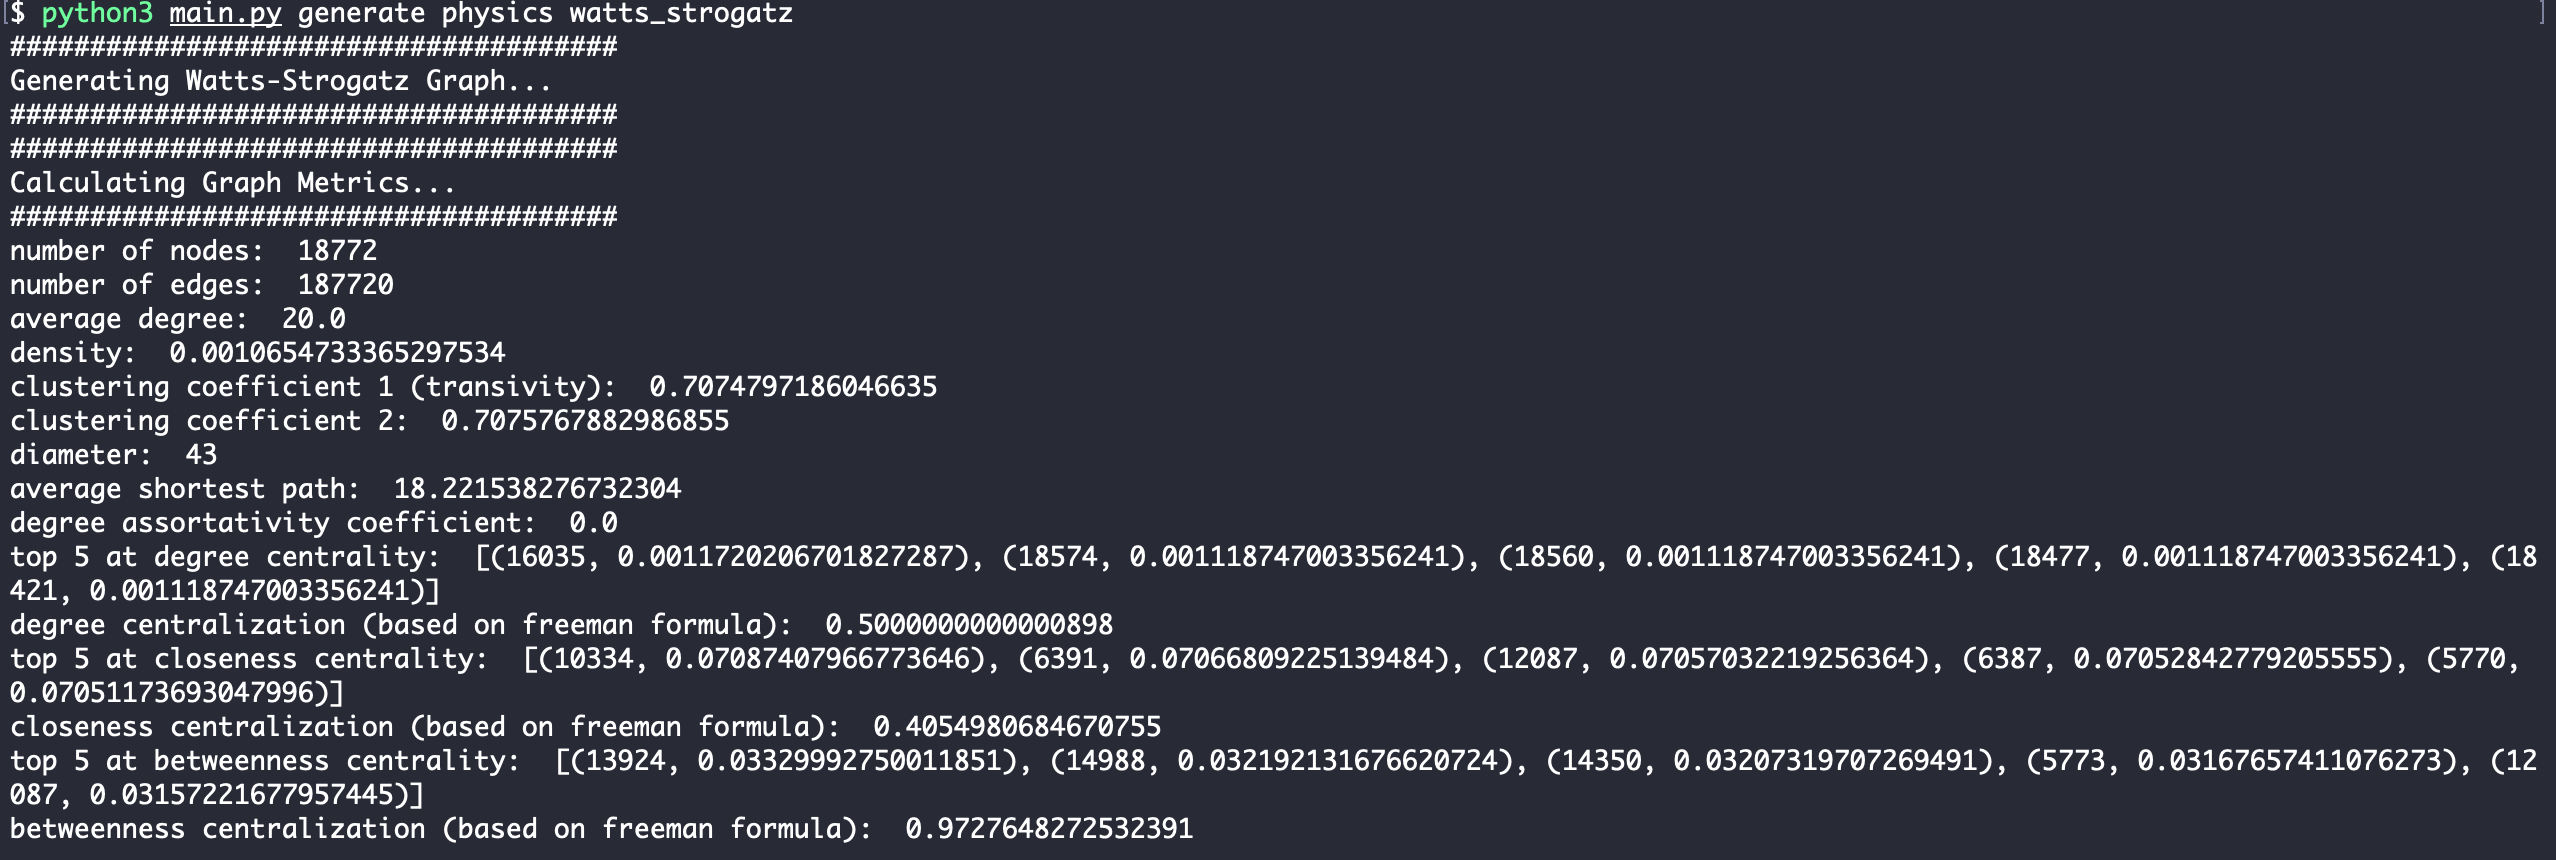 $ python3 main.py generate physics watts_strogatz
######################################
Generating Watts-Strogatz Graph...
######################################
######################################
Calculating Graph Metrics...
######################################
number of nodes:  18772
number of edges:  187720
average degree:  20.0
density:  0.0010654733365297534
clustering coefficient 1 (transivity):  0.7074797186046635
clustering coefficient 2:  0.7075767882986855
diameter:  43
average shortest path:  18.221538276732304
degree assortativity coefficient:  0.0
top 5 at degree centrality:  [(16035, 0.0011720206701827287), (18574, 0.001118747003356241), (18560, 0.001118747003356241), (18477, 0.001118747003356241), (18
421, 0.001118747003356241)]
degree centralization (based on freeman formula):  0.5000000000000898
top 5 at closeness centrality:  [(10334, 0.07087407966773646), (6391, 0.07066809225139484), (12087, 0.07057032219256364), (6387, 0.07052842779205555), (5770,
0.07051173693047996)]
closeness centralization (based on freeman formula):  0.4054980684670755
top 5 at betweenness centrality:  [(13924, 0.03329992750011851), (14988, 0.032192131676620724), (14350, 0.03207319707269491), (5773, 0.03167657411076273), (12
087, 0.03157221677957445)]
betweenness centralization (based on freeman formula):  0.9727648272532391